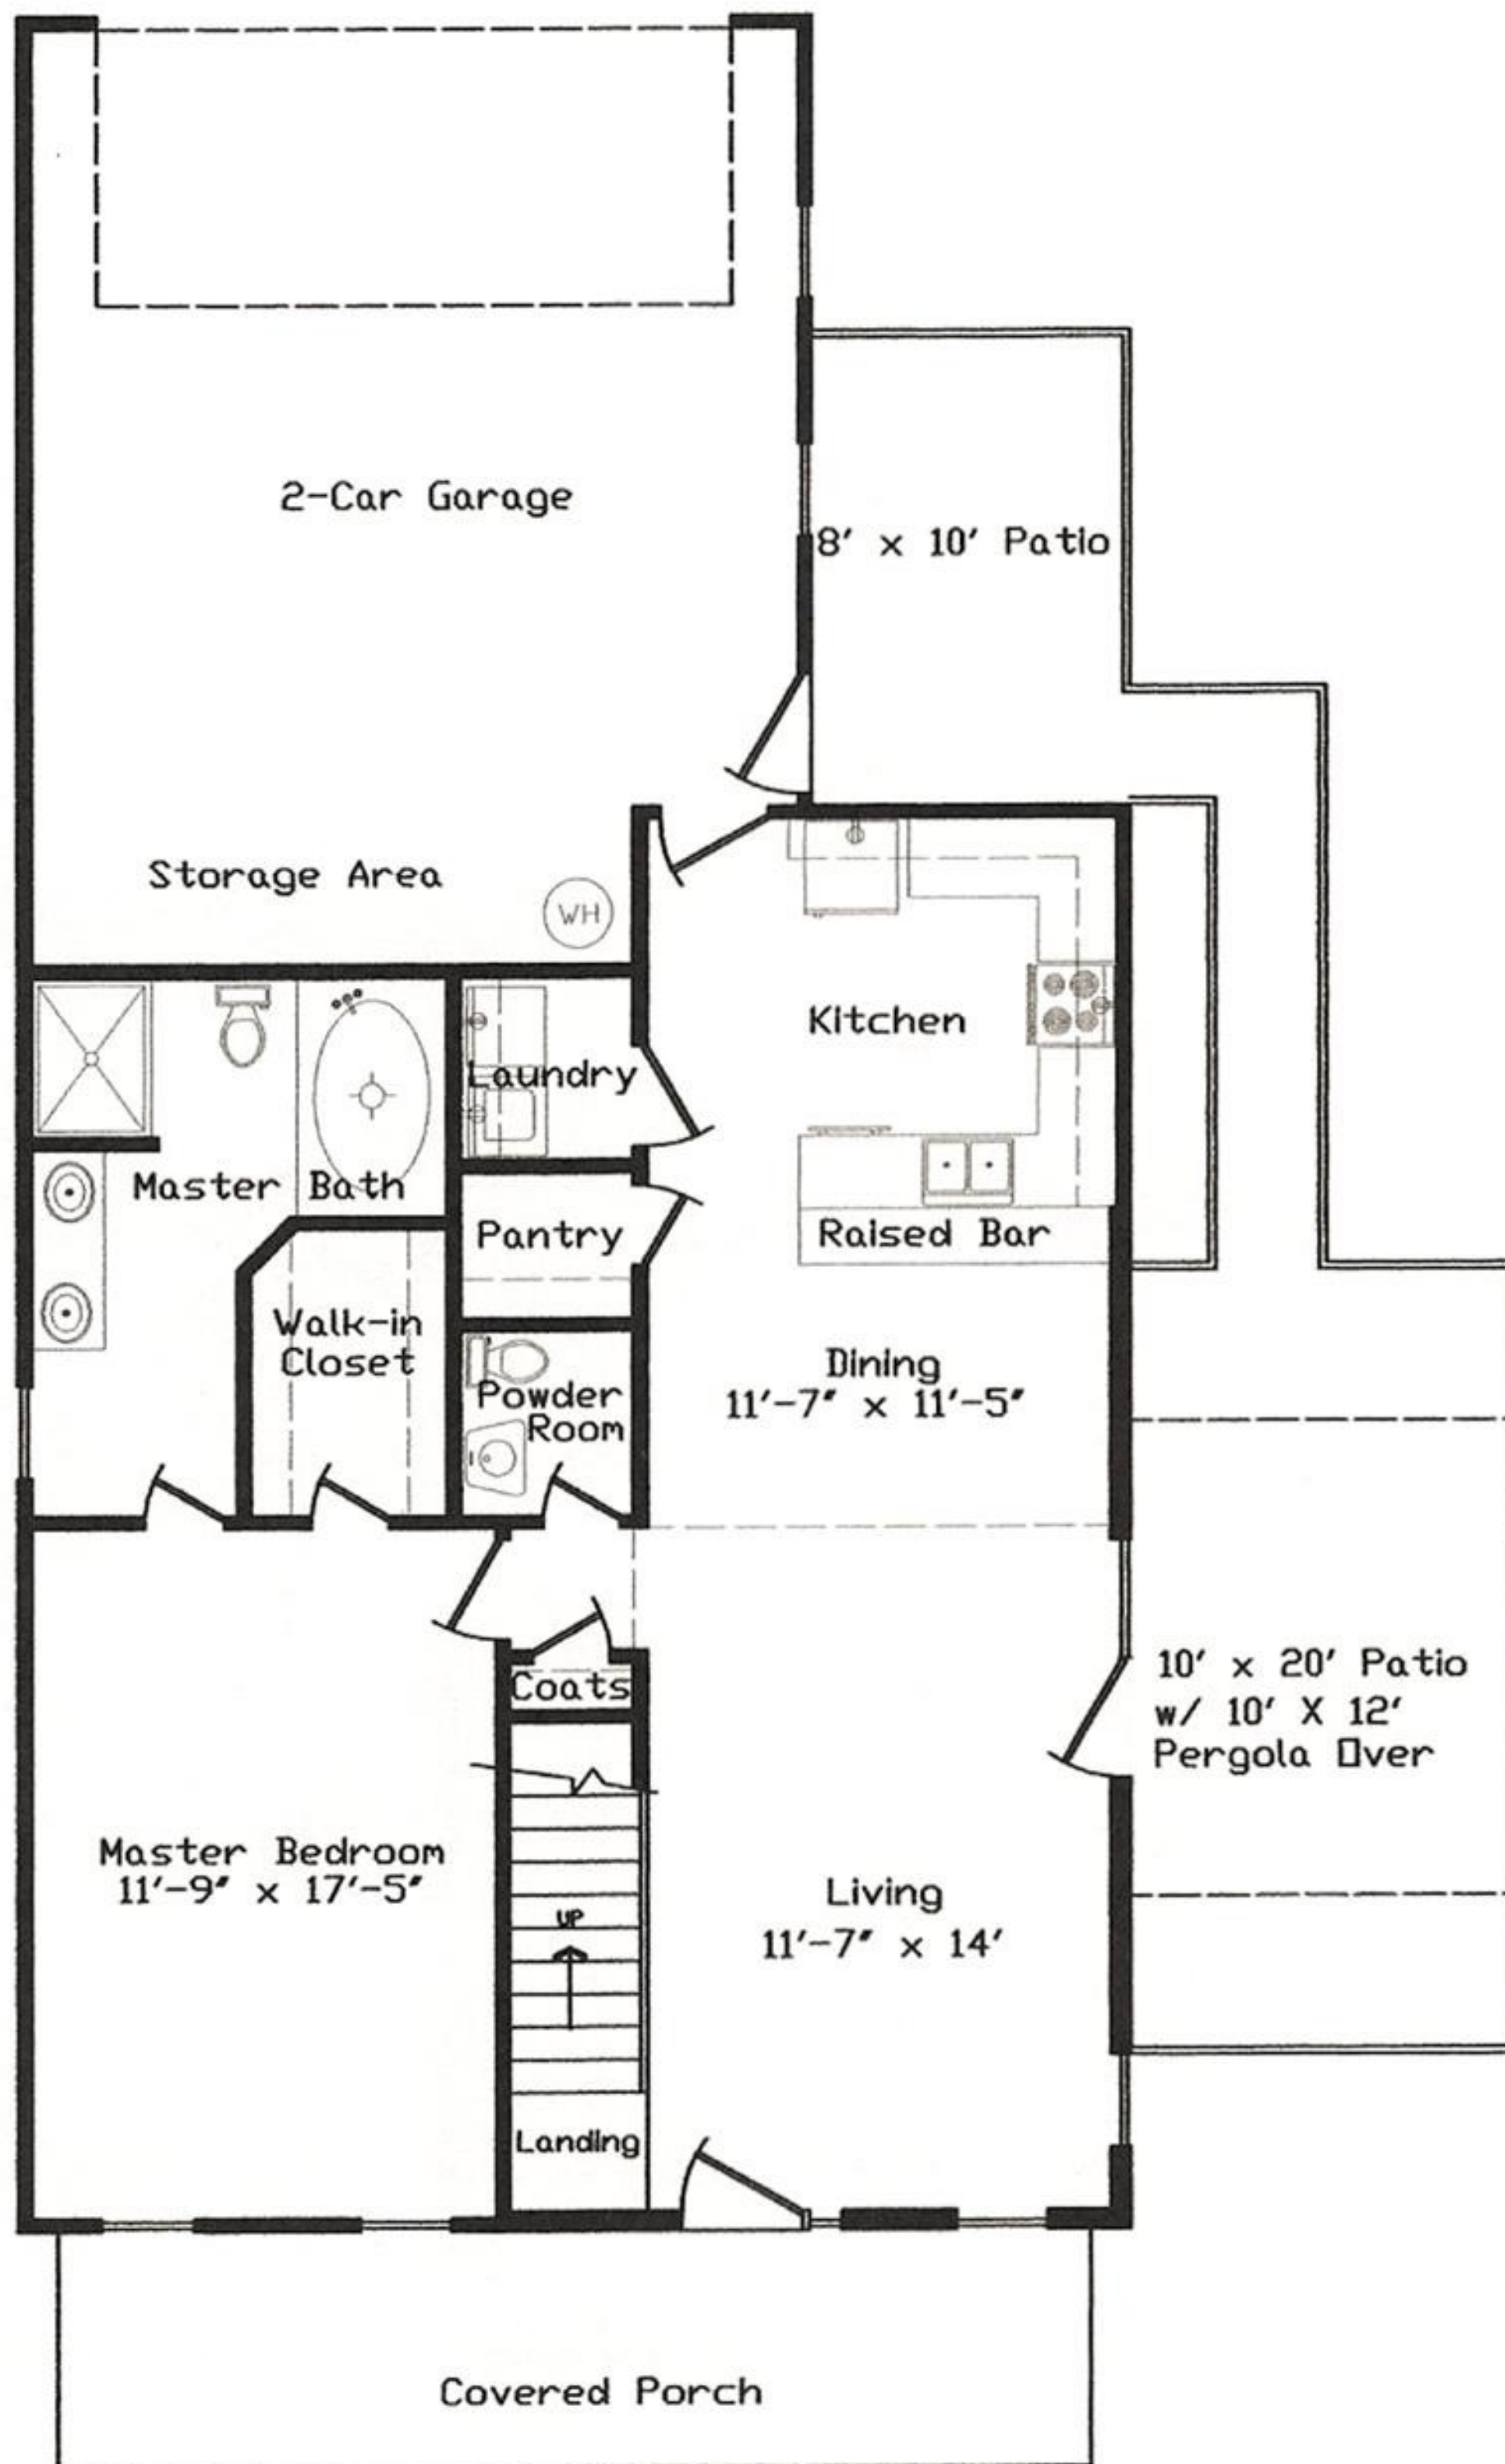 2-Car Garage
8' x 10' Patio
Storage Area
WH
Kitchen
Laundry
Master Bath
Pantry
Raised Bar
Walk-in
Closet
Dining
11'-7" x 11'-5"
Powder
Room
Coats
10' x 20' Patio
w/ 10' X 12'
Pergola Over
Master Bedroom
11'-9" x 17'-5"
Living
11'-7" x 14'
UP
Landing
Covered Porch